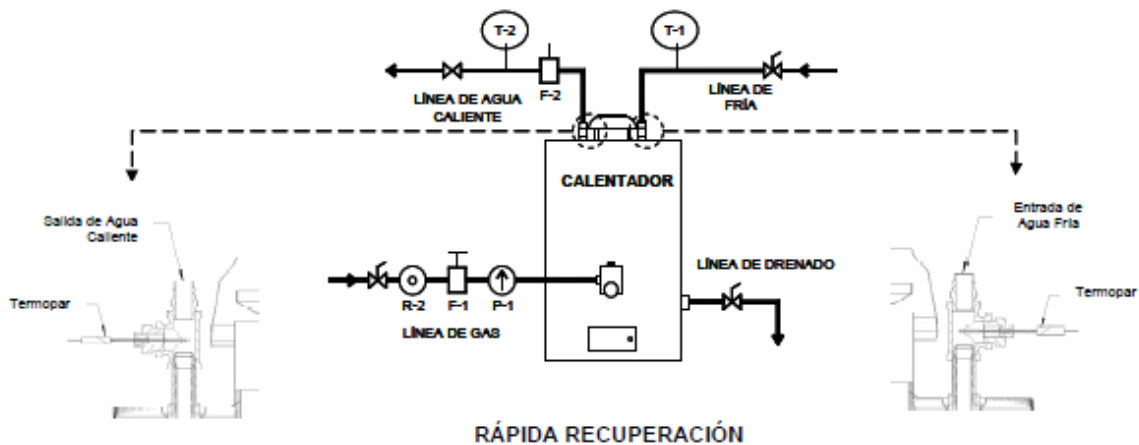 T-2
T-1
F-2
LÍNEA DE AGUA
CALIENTE
LÍNEA DE
FRÍA
CALENTADOR
Salida de Agua
Caliente
Entrada de
Agua Fria
Termopar
Termopar
R-2
F-1
P-1
LÍNEA DE GAS
LÍNEA DE DRENADO
RÁPIDA RECUPERACIÓN